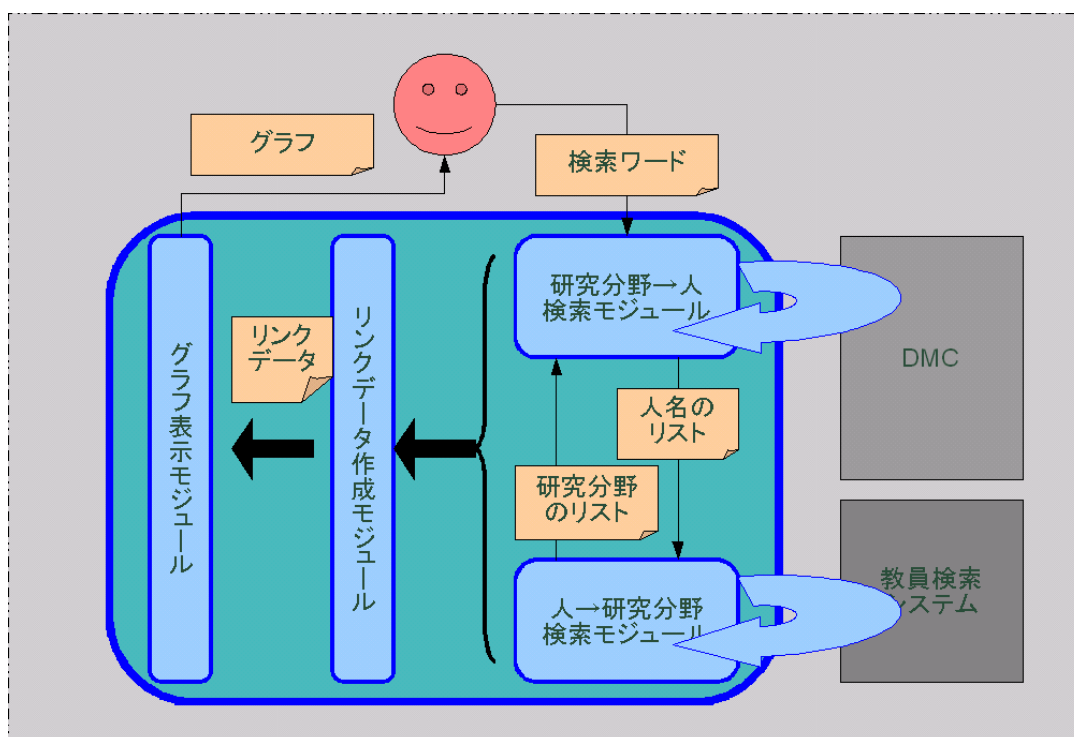 グラフ
検索ワード
研究分野→人
検索モジュール
DMC
リンク
データ
グラフ表示モジュール
リンクデータ作成モジュール
人名の
リスト
研究分野
のリスト
人→研究分野
検索モジュール
教員検索
システム